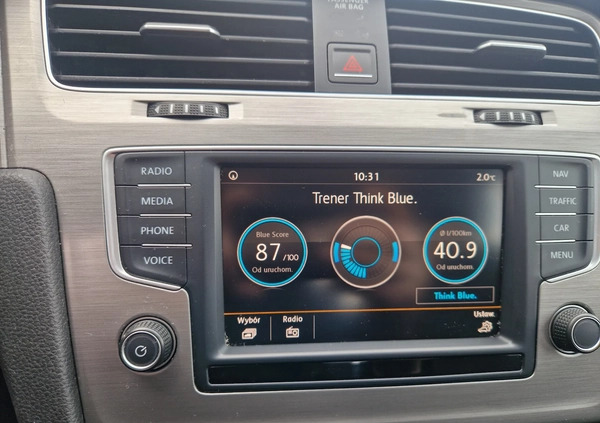 PASSENGER
AIR BAG
RADIO
MEDIA
PHONE
VOICE
NAV
TRAFFIC
CAR
MENU
10:31
2.0°C
Trener Think Blue.
Blue Score
87/100
Od uruchom.
Ø l/100km
40.9
Od uruchom.
Think Blue.
Wybór
Radio
Ustaw.